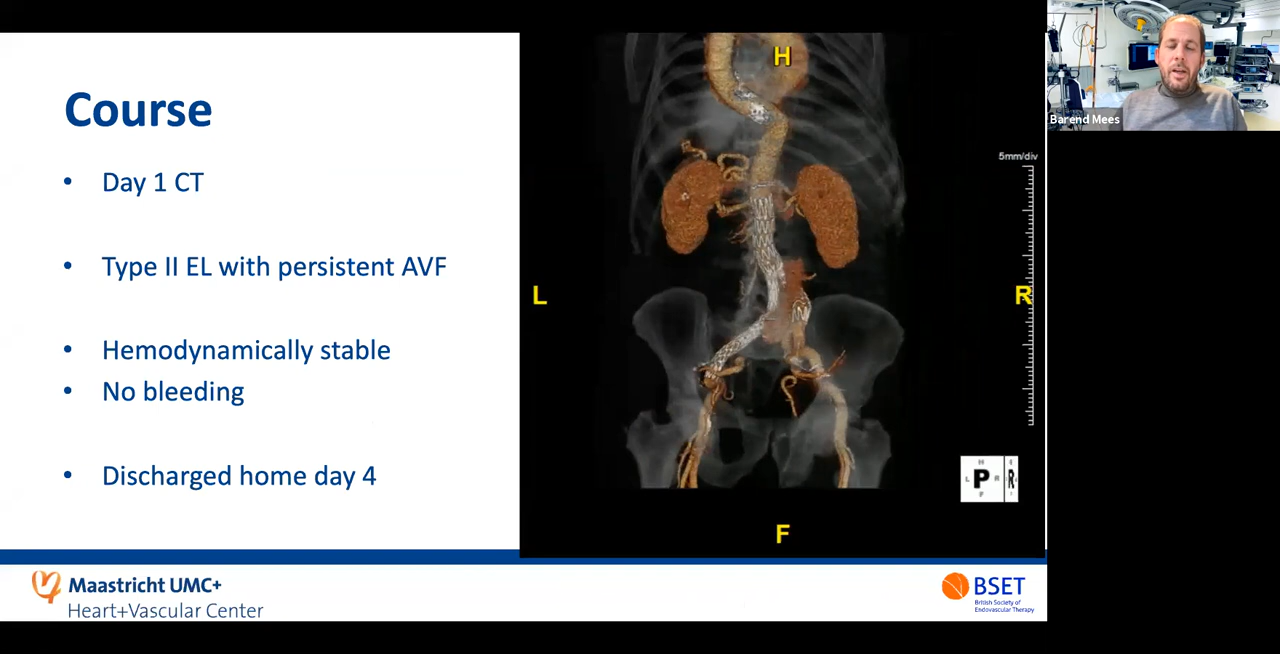 Course
• Day 1 CT
• Type II EL with persistent AVF
• Hemodynamically stable
• No bleeding
• Discharged home day 4
H
L
R
F
5mm/div
H
L P R
F
R
Maastricht UMC+
Heart+Vascular Center
BSET
British Society of
Endovascular Therapy
Barend Mees